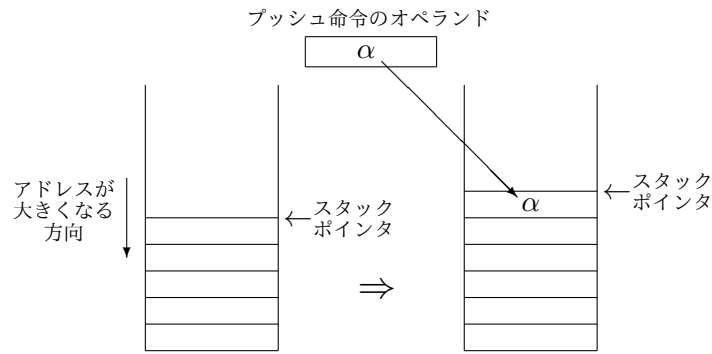 プッシュ命令のオペランド
α
アドレスが
大きくなる
方向
←スタック
ポインタ
⇒
α
←スタック
ポインタ